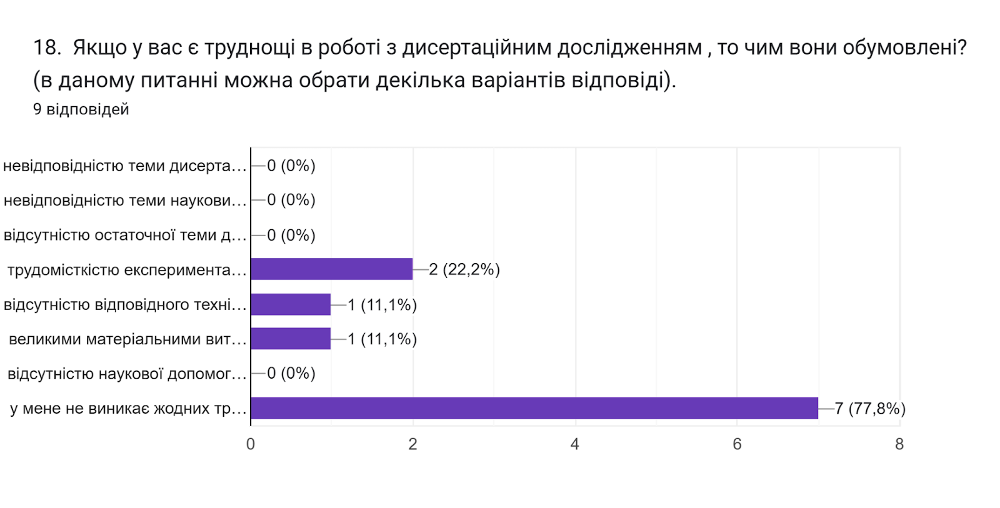 18. Якщо у вас є труднощі в роботі з дисертаційним дослідженням , то чим вони обумовлені?
(в даному питанні можна обрати декілька варіантів відповіді).
9 відповідей
невідповідністю теми дисерта… 0 (0%)
невідповідністю теми наукови… 0 (0%)
відсутністю остаточної теми д… 0 (0%)
трудомісткістю експеримента… 2 (22,2%)
відсутністю відповідного техні… 1 (11,1%)
великими матеріальними вит… 1 (11,1%)
відсутністю наукової допомог… 0 (0%)
у мене не виникає жодних тр… 7 (77,8%)
0 2 4 6 8